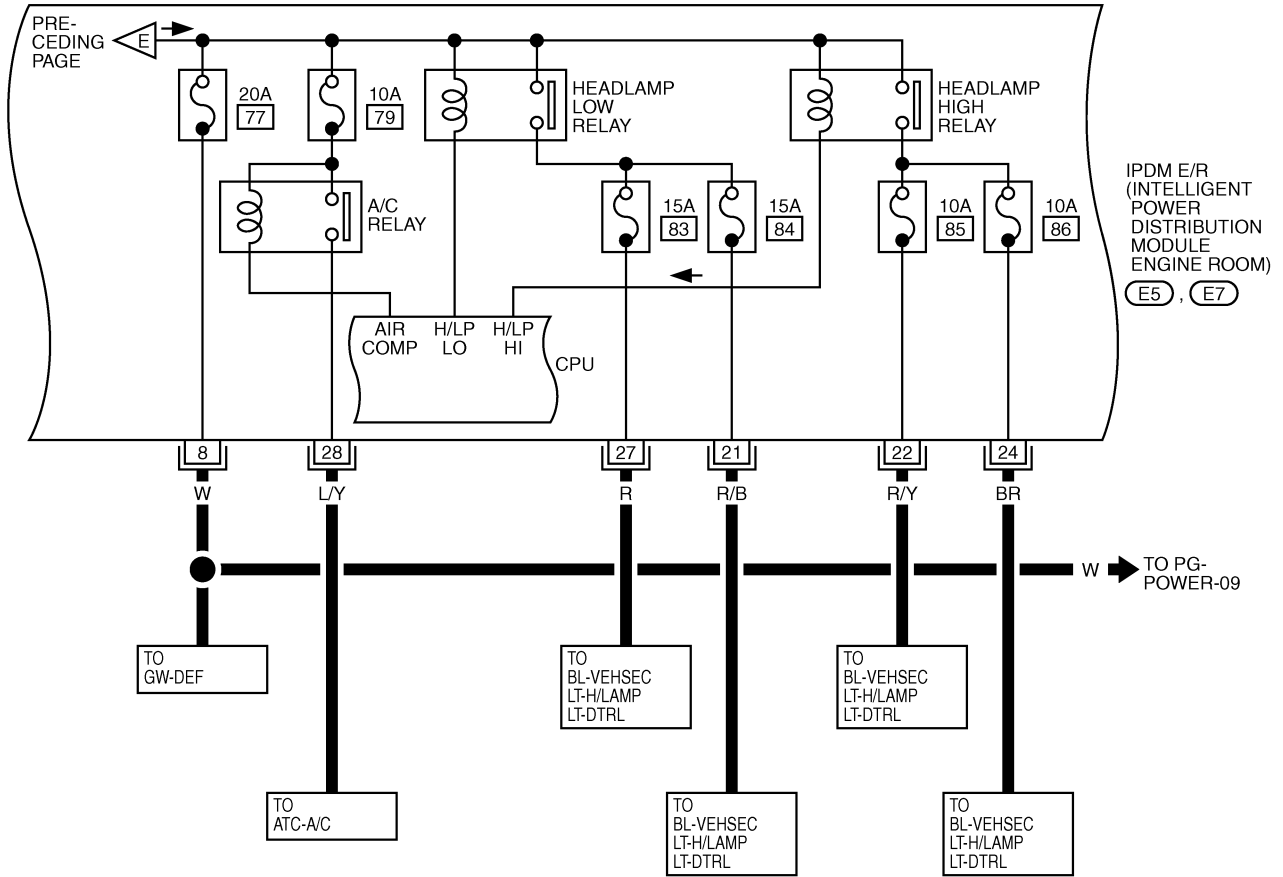 PRE-
CEDING
PAGE
E
20A
77
10A
79
HEADLAMP
LOW
RELAY
HEADLAMP
HIGH
RELAY
A/C
RELAY
15A
83
15A
84
10A
85
10A
86
IPDM E/R
(INTELLIGENT
POWER
DISTRIBUTION
MODULE
ENGINE ROOM)
E5 , E7
AIR
COMP
H/LP
LO
H/LP
HI
CPU
8
28
27
21
22
24
W
L/Y
R
R/B
R/Y
BR
W
TO PG-
POWER-09
TO
GW-DEF
TO
BL-VEHSEC
LT-H/LAMP
LT-DTRL
TO
BL-VEHSEC
LT-H/LAMP
LT-DTRL
TO
ATC-A/C
TO
BL-VEHSEC
LT-H/LAMP
LT-DTRL
TO
BL-VEHSEC
LT-H/LAMP
LT-DTRL